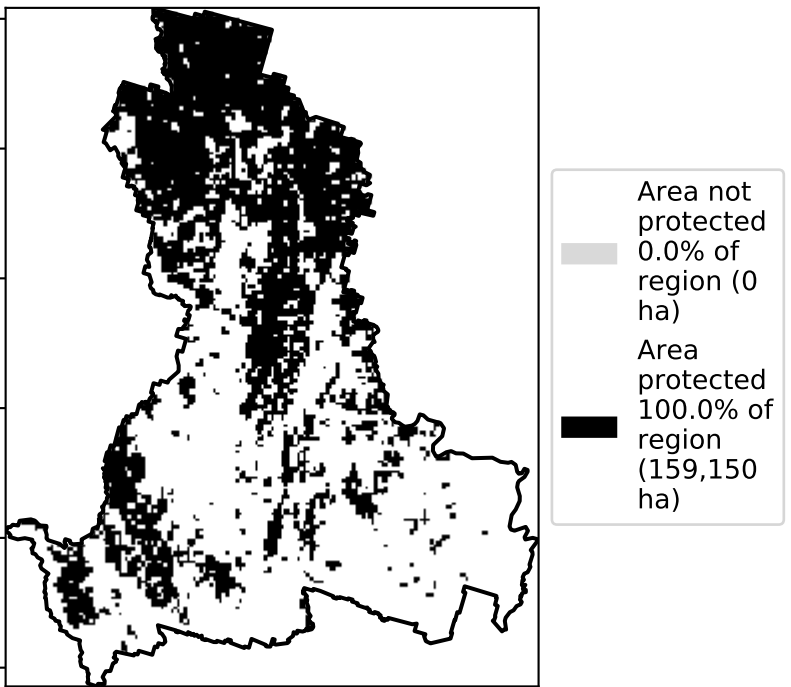 Area not
protected
0.0% of
region (0
ha)
Area
protected
100.0% of
region
(159,150
ha)